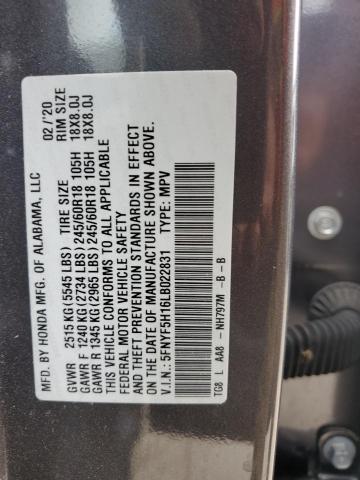 MFD. BY HONDA MFG. OF ALABAMA, LLC 02/'20
GVWR 2515 KG (5545 LBS) TIRE SIZE RIM SIZE
GAWR F 1240 KG (2734 LBS) 245/60R18 105H 18X8.0J
GAWR R 1345 KG (2965 LBS) 245/60R18 105H 18X8.0J
THIS VEHICLE CONFORMS TO ALL APPLICABLE
FEDERAL MOTOR VEHICLE SAFETY
AND THEFT PREVENTION STANDARDS IN EFFECT
ON THE DATE OF MANUFACTURE SHOWN ABOVE.
V.I.N.: 5FNYF5H16LB022831 TYPE: MPV
TG8 L AA8- NH797M -B-B